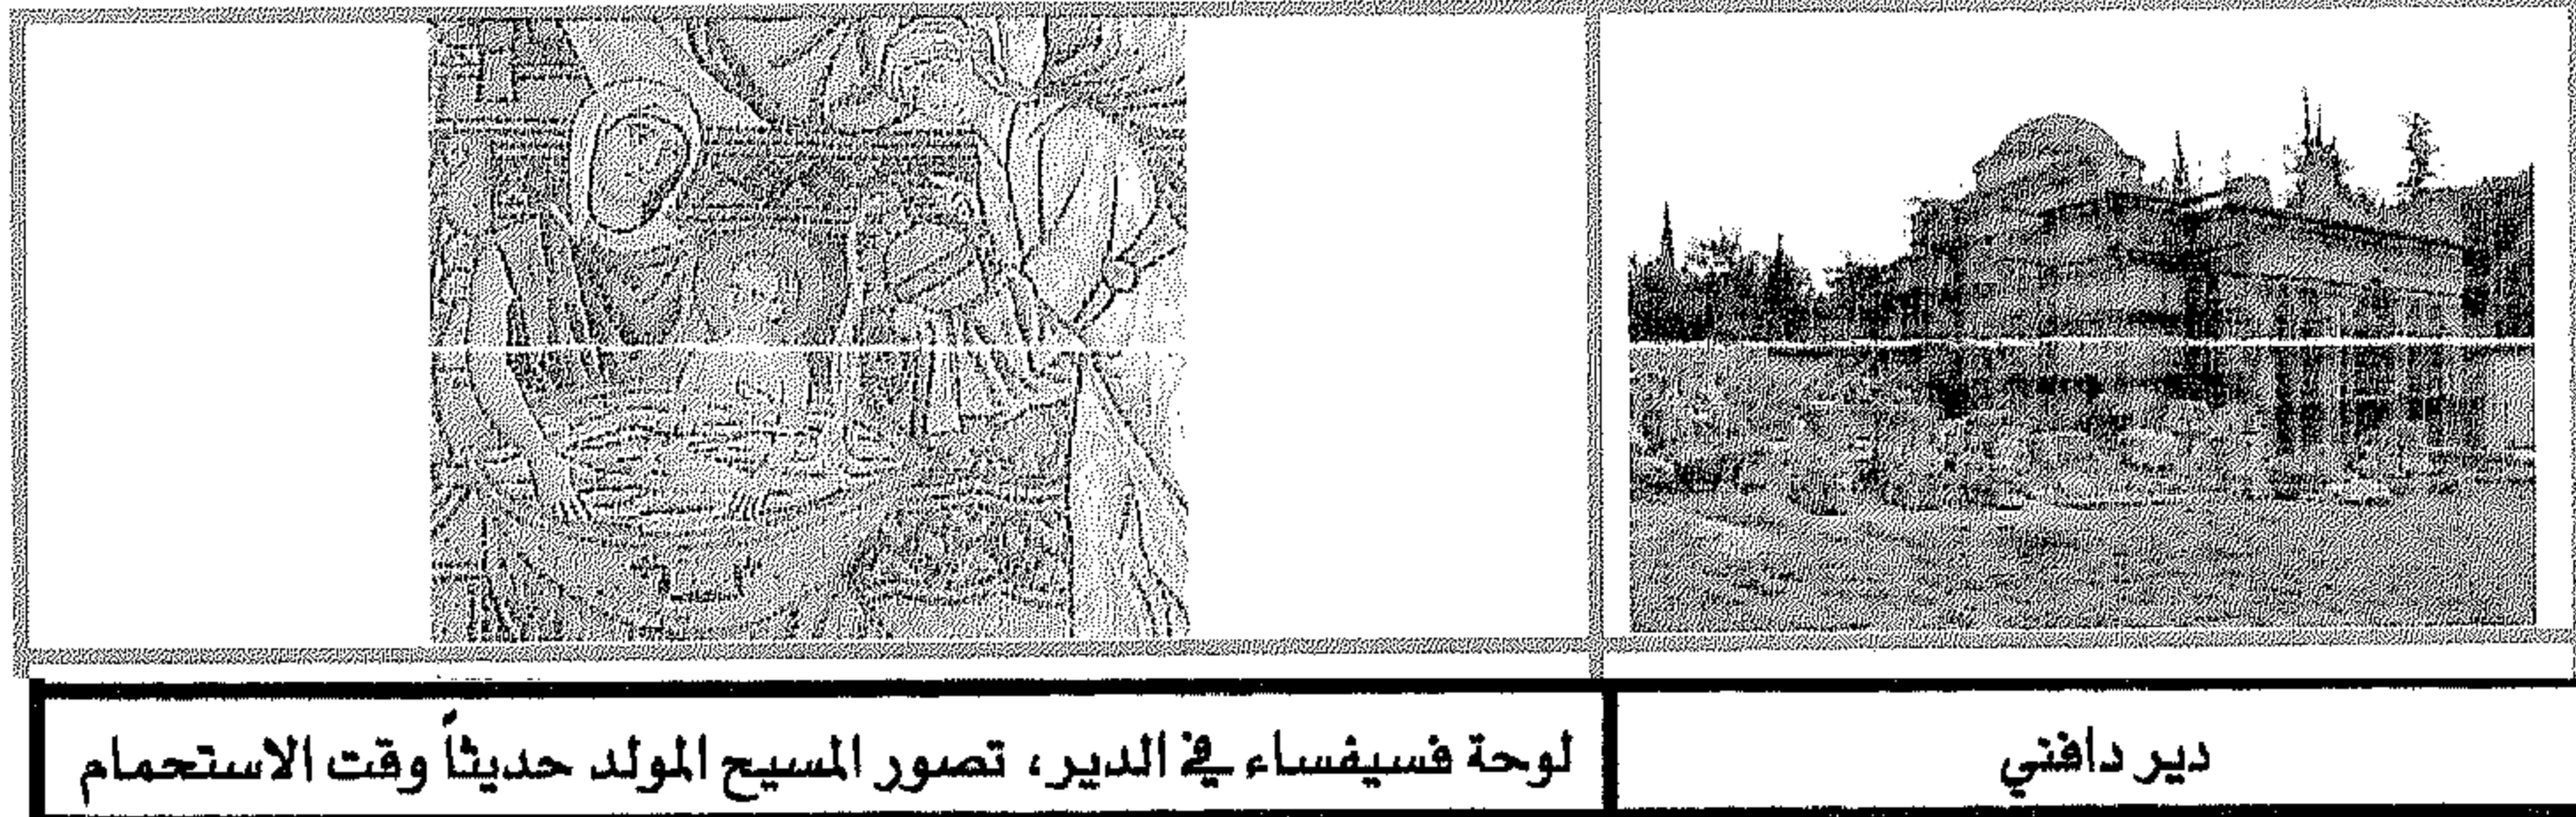 دير دافني
لوحة فسيفساء في الدير، تصور المسيح المولد حديثاً وقت الاستحمام